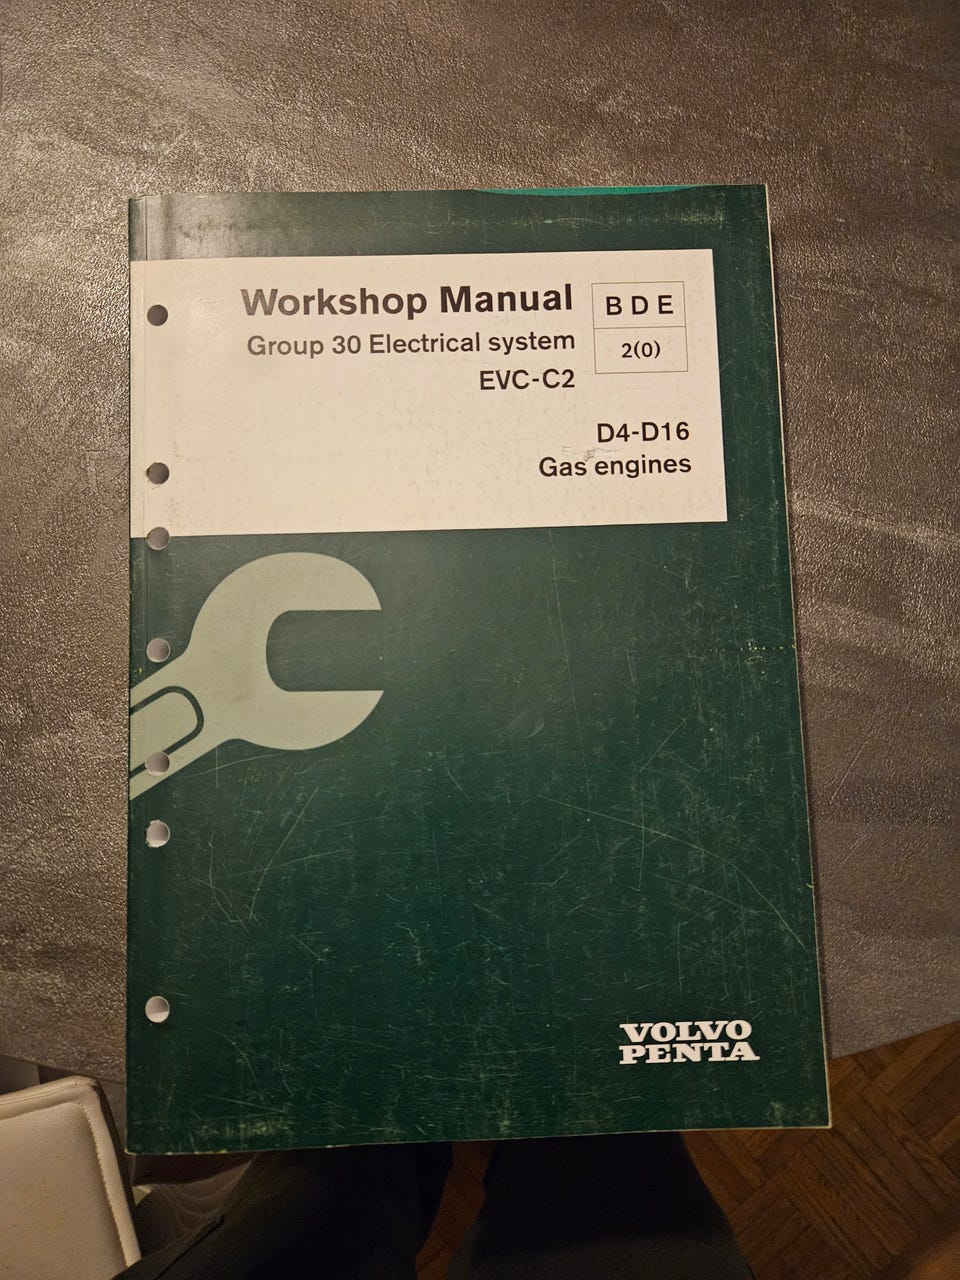 Workshop Manual
Group 30 Electrical system
EVC-C2
B D E
2(0)
D4-D16
Gas engines
VOLVO
PENTA